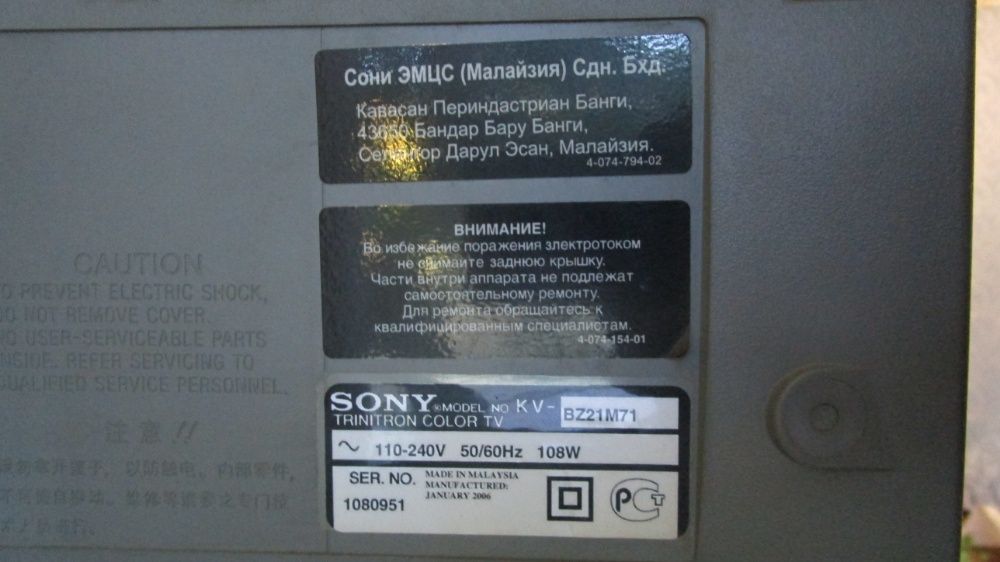 Сони ЭМЦС (Малайзия) Сдн. Бхд.
Кавасан Периндастриан Банги,
43650 Бандар Бару Банги,
Селангор Дарул Эсан, Малайзия.
4-074-794-02
ВНИМАНИЕ!
Во избежание поражения злектротоком
не снимайте заднюю крышку.
Части внутри аппарата не подлежат
самостоятельному ремонту.
Для ремонта обращайтесь к
квалифицированным специалистам.
4-074-154-01
CAUTION
TO PREVENT ELECTRIC SHOCK,
DO NOT REMOVE COVER.
NO USER-SERVICEABLE PARTS
INSIDE. REFER SERVICING TO
QUALIFIED SERVICE PERSONNEL.
注意 //
SONY ® MODEL NO KV-BZ21M71
TRINITRON COLOR TV
~ 110-240V 50/60Hz 108W
SER. NO.
1080951
MADE IN MALAYSIA
MANUFACTURED:
JANUARY 2006
РСТ